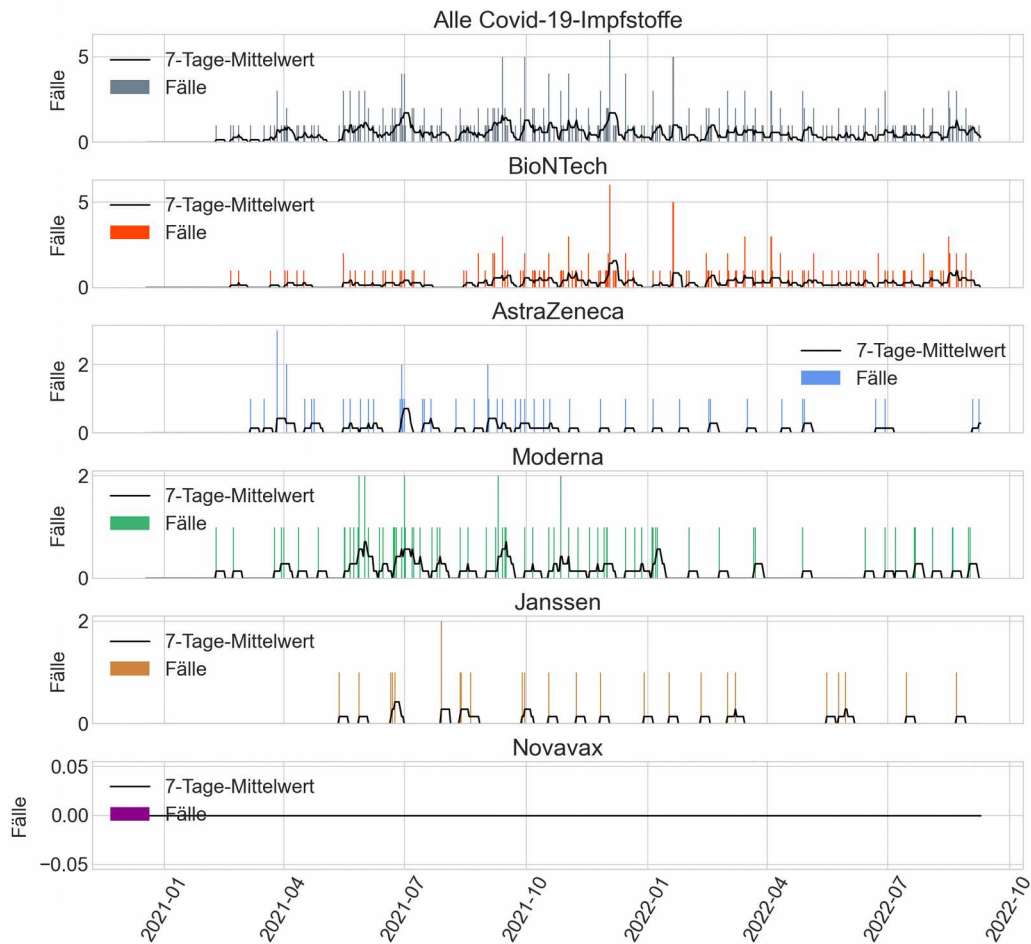 Alle Covid-19-Impfstoffe
5
0
Fälle
7-Tage-Mittelwert
Fälle
BioNTech
5
0
Fälle
7-Tage-Mittelwert
Fälle
AstraZeneca
2
0
Fälle
7-Tage-Mittelwert
Fälle
Moderna
2
0
Fälle
7-Tage-Mittelwert
Fälle
Janssen
2
0
Fälle
7-Tage-Mittelwert
Fälle
Novavax
0.05
0.00
−0.05
Fälle
7-Tage-Mittelwert
Fälle
2021-01
2021-04
2021-07
2021-10
2022-01
2022-04
2022-07
2022-10